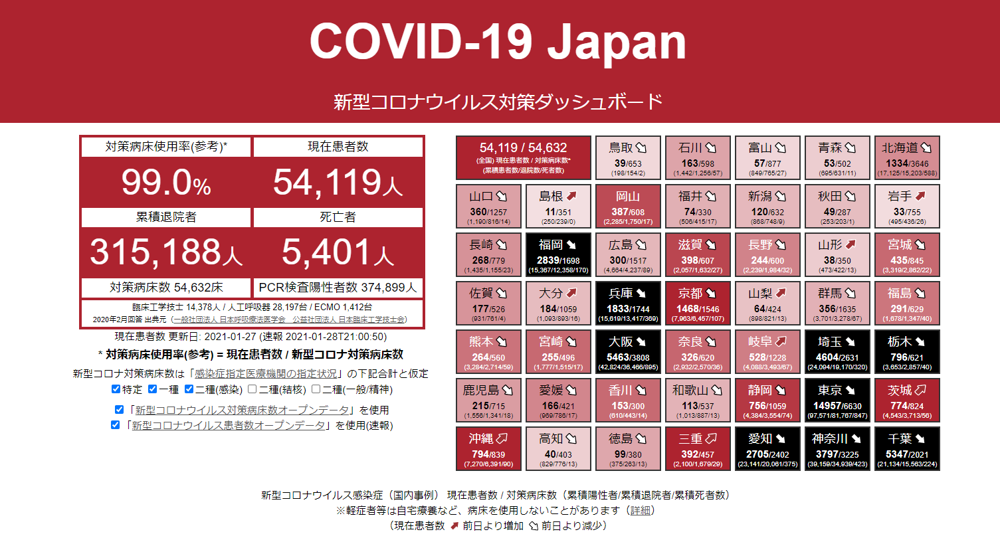 COVID-19 Japan
新型コロナウイルス対策ダッシュボード
対策病床使用率(参考)*
現在患者数
99.0%
54,119人
累積退院者
死亡者
315,188人
5,401人
対策病床数 54,632床
PCR検査陽性者数 374,899人
臨床工学技士 14,378人 / 人工呼吸器 28,197台 / ECMO 1,412台
2020年2月回答 出典元（一般社団法人 日本呼吸療法医学会　公益社団法人 日本臨床工学技士会）
現在患者数 更新日: 2021-01-27 (速報 2021-01-28T21:00:50)
* 対策病床使用率(参考) = 現在患者数 / 新型コロナ対策病床数
新型コロナ対策病床数は「感染症指定医療機関の指定状況」の下記合計と仮定
特定 一種 二種(感染) 二種(結核) 二種(一般/精神)
「新型コロナウイルス対策病床数オープンデータ」を使用
「新型コロナウイルス患者数オープンデータ」を使用(速報)
54,119 / 54,632
(全国) 現在患者数 / 対策病床数*
(累積患者数/退院数/死者数)
鳥取
39/653
(198/154/2)
石川
163/598
(1,442/1,256/57)
富山
57/877
(849/765/27)
青森
53/502
(695/631/11)
北海道
1334/3646
(17,125/15,203/588)
山口
360/1257
(1,190/816/14)
島根
11/351
(250/239/0)
岡山
387/608
(2,285/1,750/17)
福井
74/330
(506/415/17)
新潟
120/632
(868/748/9)
秋田
49/287
(253/203/1)
岩手
33/755
(495/436/26)
長崎
268/779
(1,435/1,155/23)
福岡
2839/1698
(15,367/12,358/170)
広島
300/1517
(4,664/4,237/89)
滋賀
398/607
(2,057/1,632/27)
長野
244/600
(2,239/1,984/32)
山形
38/350
(473/422/13)
宮城
435/845
(3,319/2,862/22)
佐賀
177/526
(931/761/4)
大分
184/1059
(1,093/893/16)
兵庫
1833/1744
(15,619/13,417/369)
京都
1468/1546
(7,963/6,457/107)
山梨
64/424
(898/821/13)
群馬
356/1635
(3,701/3,278/67)
福島
291/629
(1,678/1,347/40)
熊本
264/560
(3,284/2,714/59)
宮崎
255/496
(1,777/1,515/17)
大阪
5463/3808
(42,824/36,466/895)
奈良
326/620
(2,932/2,570/36)
岐阜
528/1228
(4,088/3,493/67)
埼玉
4604/2631
(24,094/19,170/320)
栃木
796/621
(3,653/2,857/40)
鹿児島
215/715
(1,556/1,341/18)
愛媛
166/421
(969/786/17)
香川
153/300
(610/443/14)
和歌山
113/537
(1,013/887/13)
静岡
756/1059
(4,384/3,554/74)
東京
14957/6630
(97,571/81,767/847)
茨城
774/824
(4,543/3,713/56)
沖縄
794/839
(7,270/6,391/90)
高知
40/403
(829/776/13)
徳島
99/380
(375/263/13)
三重
392/457
(2,100/1,679/29)
愛知
2705/2402
(23,141/20,061/375)
神奈川
3797/3225
(39,159/34,939/423)
千葉
5347/2021
(21,134/15,563/224)
新型コロナウイルス感染症（国内事例） 現在患者数 / 対策病床数（累積陽性者/累積退院者/累積死者数）
※軽症者等は自宅療養など、病床を使用しないことがあります（詳細）
（現在患者数 前日より増加 前日より減少）